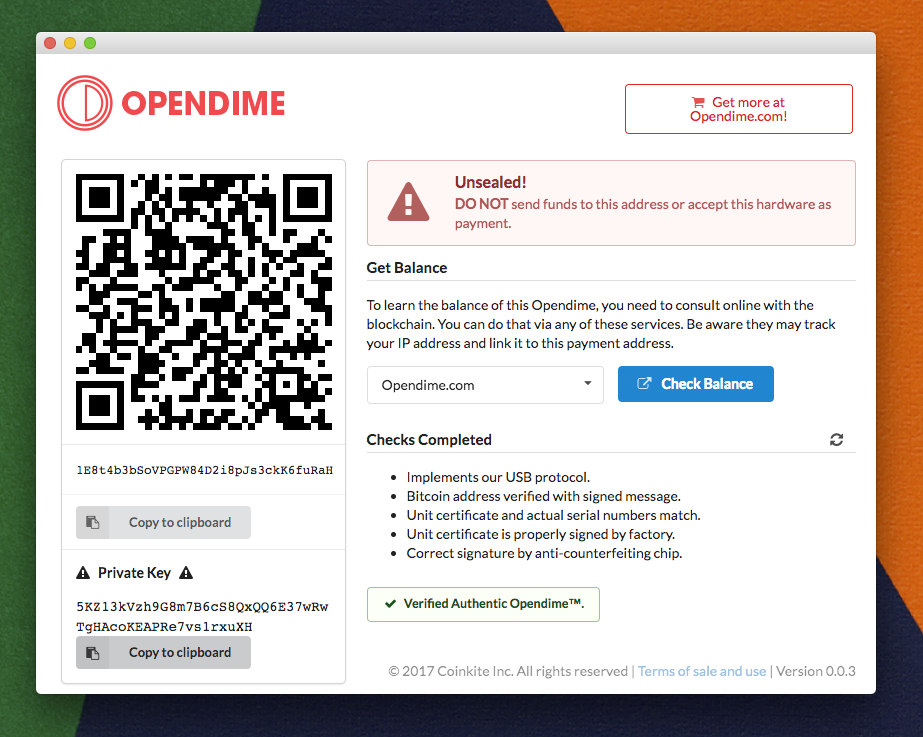 OPENDIME
Get more at
Opendime.com!
Unsealed!
DO NOT send funds to this address or accept this hardware as
payment.
Get Balance
To learn the balance of this Opendime, you need to consult online with the
blockchain. You can do that via any of these services. Be aware they may track
your IP address and link it to this payment address.
Opendime.com
Check Balance
Checks Completed
Implements our USB protocol.
Bitcoin address verified with signed message.
Unit certificate and actual serial numbers match.
Unit certificate is properly signed by factory.
Correct signature by anti-counterfeiting chip.
Verified Authentic Opendime™.
1E8t4b3bSoVPGPW84D2i8pJs3ckK6fuRaH
Copy to clipboard
Private Key
5KZ13kVzh9G8m7B6cS8QxQQ6E37wRw
TgHAcoKEAPRe7vs1rxuXH
Copy to clipboard
© 2017 Coinkite Inc. All rights reserved | Terms of sale and use | Version 0.0.3